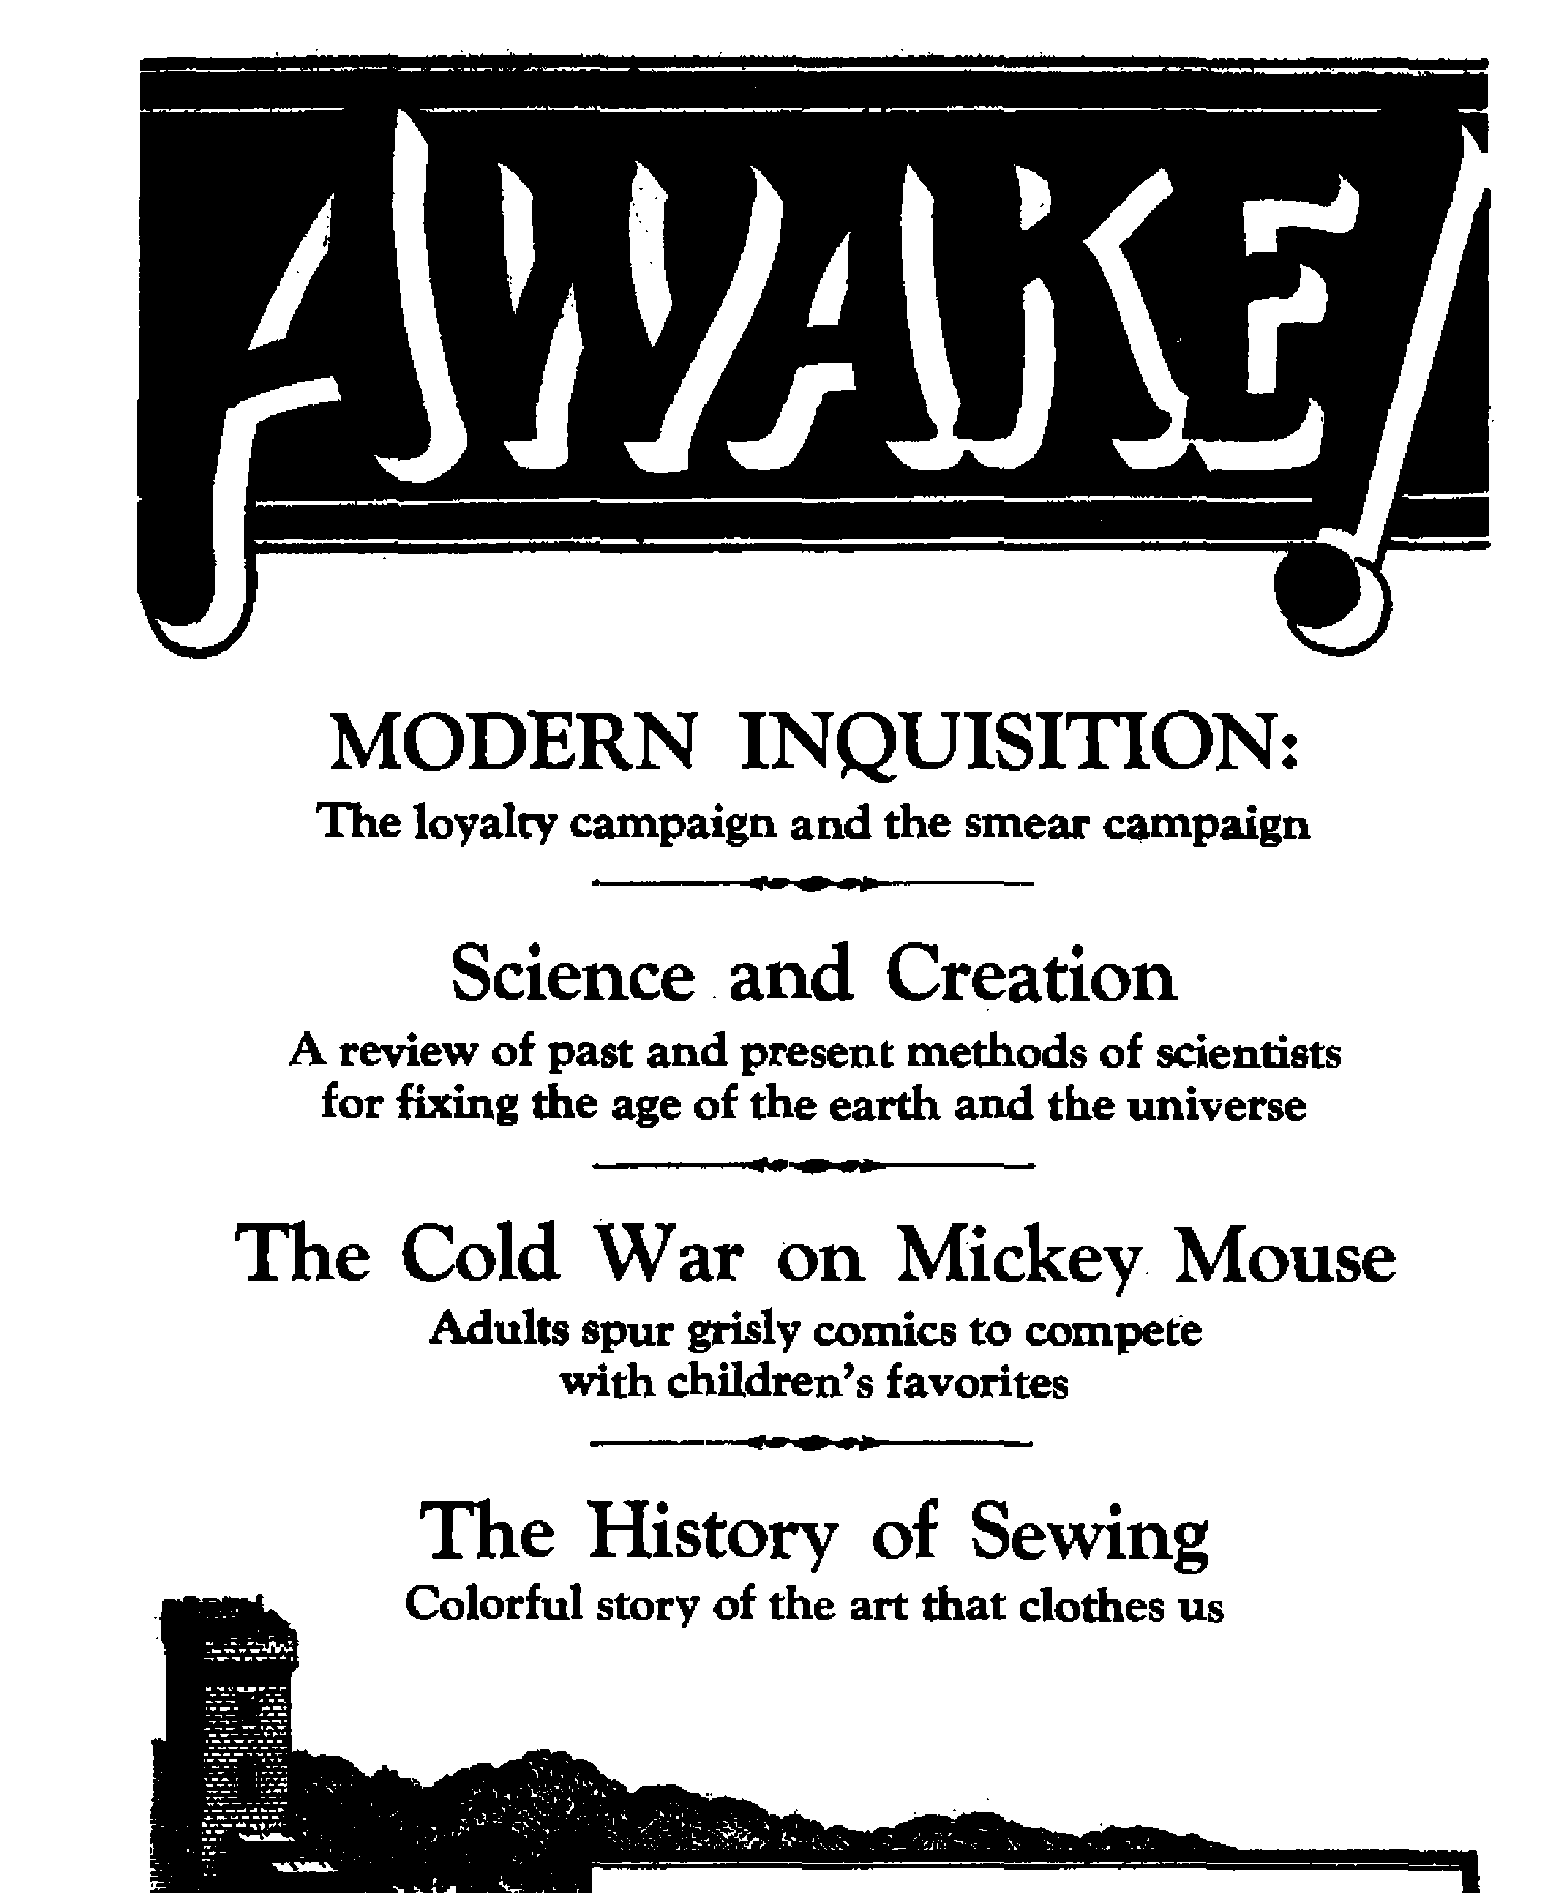 AWAKE!
MODERN INQUISITION:
The loyalty campaign and the smear campaign
Science and Creation
A review of past and present methods of scientists
for fixing the age of the earth and the universe
The Cold War on Mickey Mouse
Adults spur grisly comics to compete
with children's favorites
The History of Sewing
Colorful story of the art that clothes us